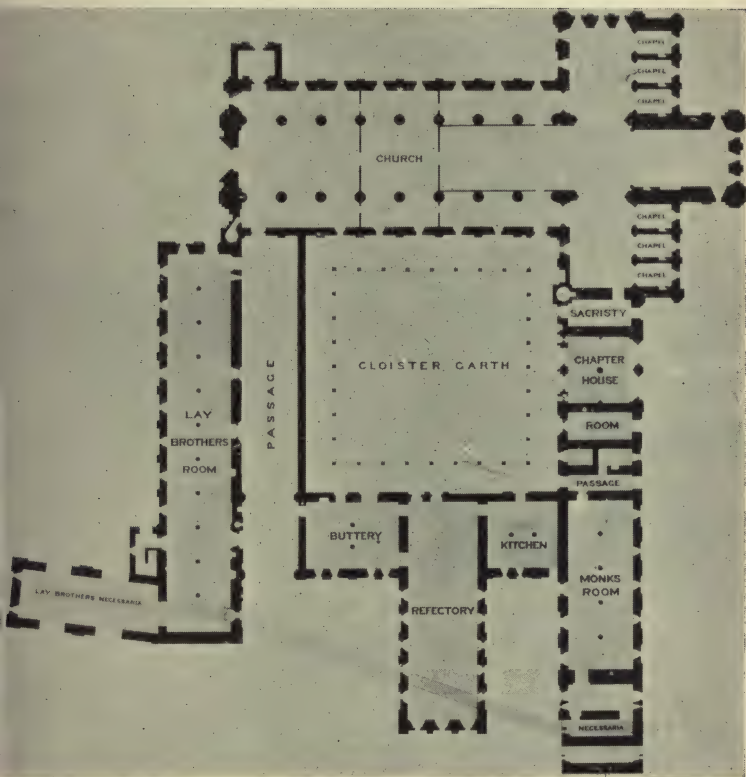 CHAPEL
CHAPEL
CHAPEL
CHURCH
CHAPEL
CHAPEL
CHAPEL
SACRISTY
CHAPTER
HOUSE
CLOISTER GARTH
PASSAGE
LAY
BROTHERS
ROOM
ROOM
PASSAGE
BUTTERY
KITCHEN
MONKS
ROOM
LAY BROTHERS NECESSARIA
REFECTORY
NECESSARIA